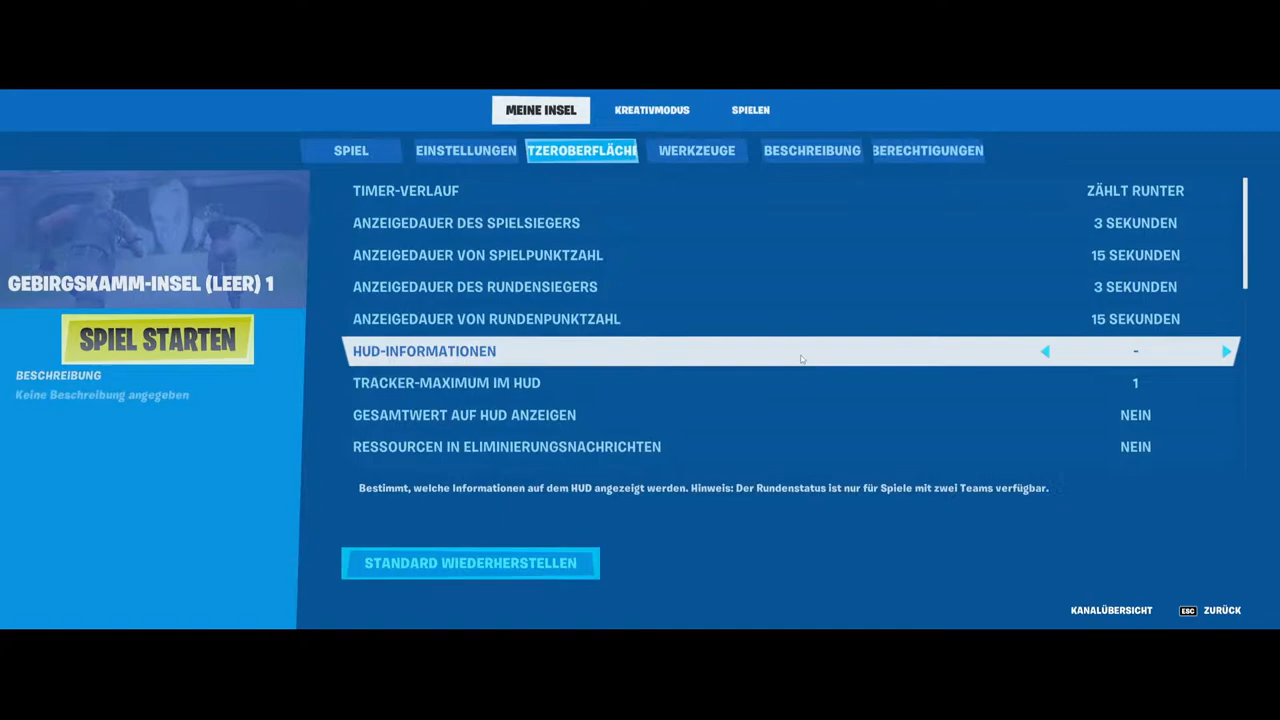 MEINE INSEL KREATIVMODUS SPIELEN
SPIEL EINSTELLUNGEN TZEROBERFLÄCH WERKZEUGE BESCHREIBUNG BERECHTIGUNGEN
TIMER-VERLAUF ZÄHLT RUNTER
ANZEIGEDAUER DES SPIELSIEGERS 3 SEKUNDEN
ANZEIGEDAUER VON SPIELPUNKTZAHL 15 SEKUNDEN
GEBIRGSKAMM-INSEL (LEER) 1
ANZEIGEDAUER DES RUNDENSIEGERS 3 SEKUNDEN
ANZEIGEDAUER VON RUNDENPUNKTZAHL 15 SEKUNDEN
SPIEL STARTEN
HUD-INFORMATIONEN -
BESCHREIBUNG
Keine Beschreibung angegeben
TRACKER-MAXIMUM IM HUD 1
GESAMTWERT AUF HUD ANZEIGEN NEIN
RESSOURCEN IN ELIMINIERUNGSNACHRICHTEN NEIN
Bestimmt, welche Informationen auf dem HUD angezeigt werden. Hinweis: Der Rundenstatus ist nur für Spiele mit zwei Teams verfügbar.
STANDARD WIEDERHERSTELLEN
KANALÜBERSICHT ESC ZURÜCK